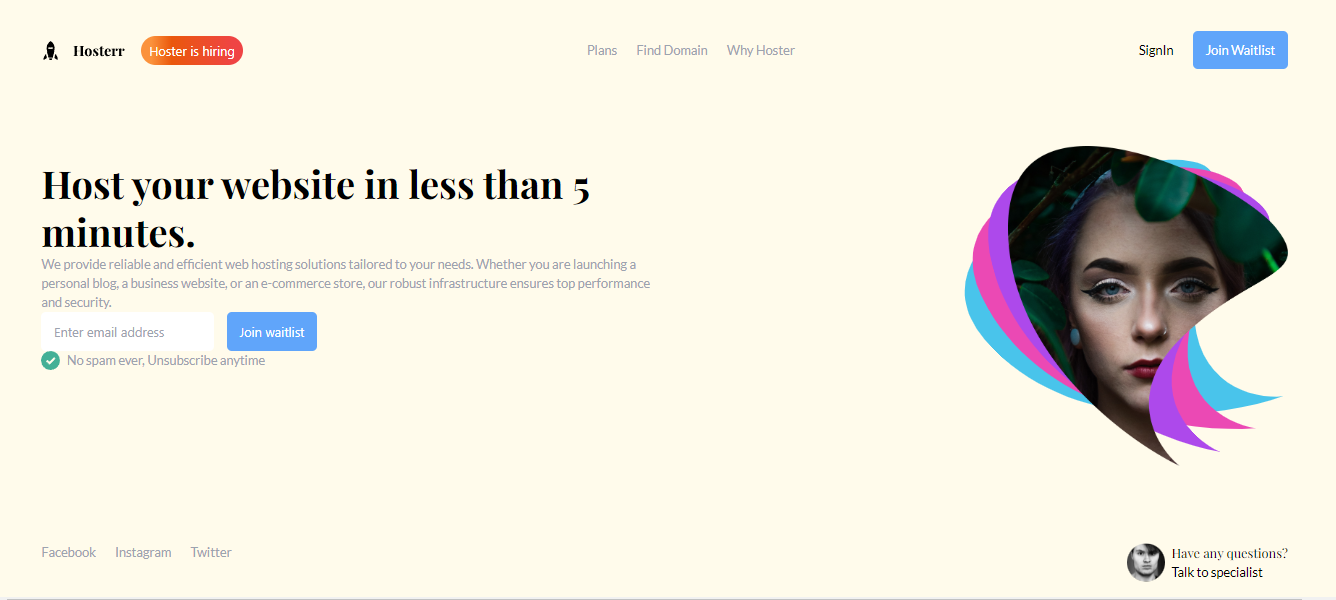 Hosterr
Hoster is hiring
Plans
Find Domain
Why Hoster
SignIn
Join Waitlist
Host your website in less than 5
minutes.
We provide reliable and efficient web hosting solutions tailored to your needs. Whether you are launching a
personal blog, a business website, or an e-commerce store, our robust infrastructure ensures top performance
and security.
Enter email address
Join waitlist
No spam ever, Unsubscribe anytime
Facebook
Instagram
Twitter
Have any questions?
Talk to specialist